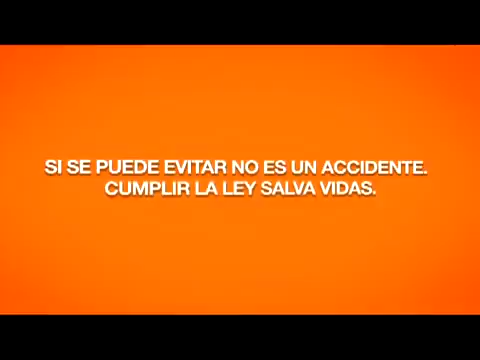 SI SE PUEDE EVITAR NO ES UN ACCIDENTE.
CUMPLIR LA LEY SALVA VIDAS.